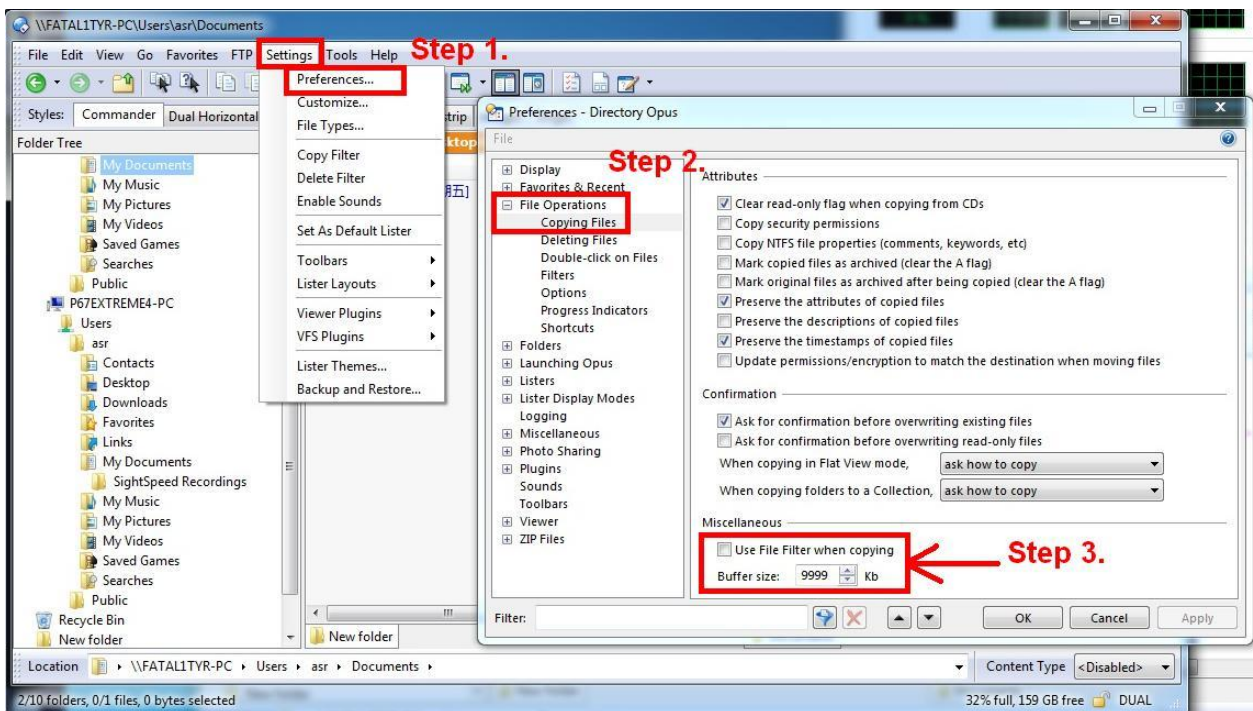 \\FATAL1TYR-PC\Users\asr\Documents
File Edit View Go Favorites FTP Settings Tools Help
Step 1.
Styles: Commander Dual Horizontal
strip
Folder Tree
ktop
My Documents
My Music
My Pictures
My Videos
Saved Games
Searches
Public
P67EXTREME4-PC
Users
asr
Contacts
Desktop
Downloads
Favorites
Links
My Documents
SightSpeed Recordings
My Music
My Pictures
My Videos
Saved Games
Searches
Public
Recycle Bin
New folder
Preferences...
Customize...
File Types...
Copy Filter
Delete Filter
Enable Sounds
Set As Default Lister
Toolbars
Lister Layouts
Viewer Plugins
VFS Plugins
Lister Themes...
Backup and Restore...
期五]
New folder
Preferences - Directory Opus
File
Step 2.
Display
Favorites & Recent
File Operations
Copying Files
Deleting Files
Double-click on Files
Filters
Options
Progress Indicators
Shortcuts
Folders
Launching Opus
Listers
Lister Display Modes
Logging
Miscellaneous
Photo Sharing
Plugins
Sounds
Toolbars
Viewer
ZIP Files
Attributes
Clear read-only flag when copying from CDs
Copy security permissions
Copy NTFS file properties (comments, keywords, etc)
Mark copied files as archived (clear the A flag)
Mark original files as archived after being copied (clear the A flag)
Preserve the attributes of copied files
Preserve the descriptions of copied files
Preserve the timestamps of copied files
Update permissions/encryption to match the destination when moving files
Confirmation
Ask for confirmation before overwriting existing files
Ask for confirmation before overwriting read-only files
When copying in Flat View mode, ask how to copy
When copying folders to a Collection, ask how to copy
Miscellaneous
Use File Filter when copying
Buffer size: 9999 Kb
Step 3.
Filter: OK Cancel Apply
Location \\FATAL1TYR-PC Users asr Documents Content Type <Disabled>
2/10 folders, 0/1 files, 0 bytes selected 32% full, 159 GB free DUAL